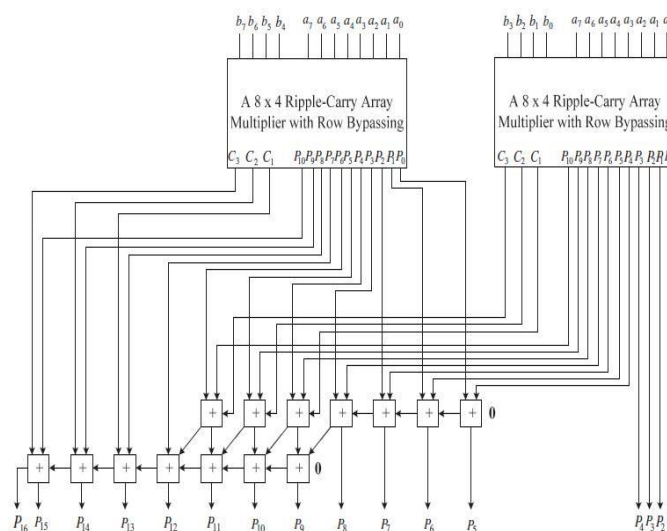 b₇ b₆ b₅ b₄ a₇ a₆ a₅ a₄ a₃ a₂ a₁ a₀
b₃ b₂ b₁ b₀ a₇ a₆ a₅ a₄ a₃ a₂ a₁
A 8 x 4 Ripple-Carry Array
Multiplier with Row Bypassing
C₃ C₂ C₁ P₁₀ P₉ P₈ P₇ P₆ P₅ P₄ P₃ P₂ P₁ P₀
A 8 x 4 Ripple-Carry Array
Multiplier with Row Bypassing
C₃ C₂ C₁ P₁₀ P₉ P₈ P₇ P₆ P₅ P₄ P₃ P₂ P₁
+ + + + + + + 0
+ + + + + + + 0
P₁₆ P₁₅ P₁₄ P₁₃ P₁₂ P₁₁ P₁₀ P₉ P₈ P₇ P₆ P₅ P₄ P₃ P₂